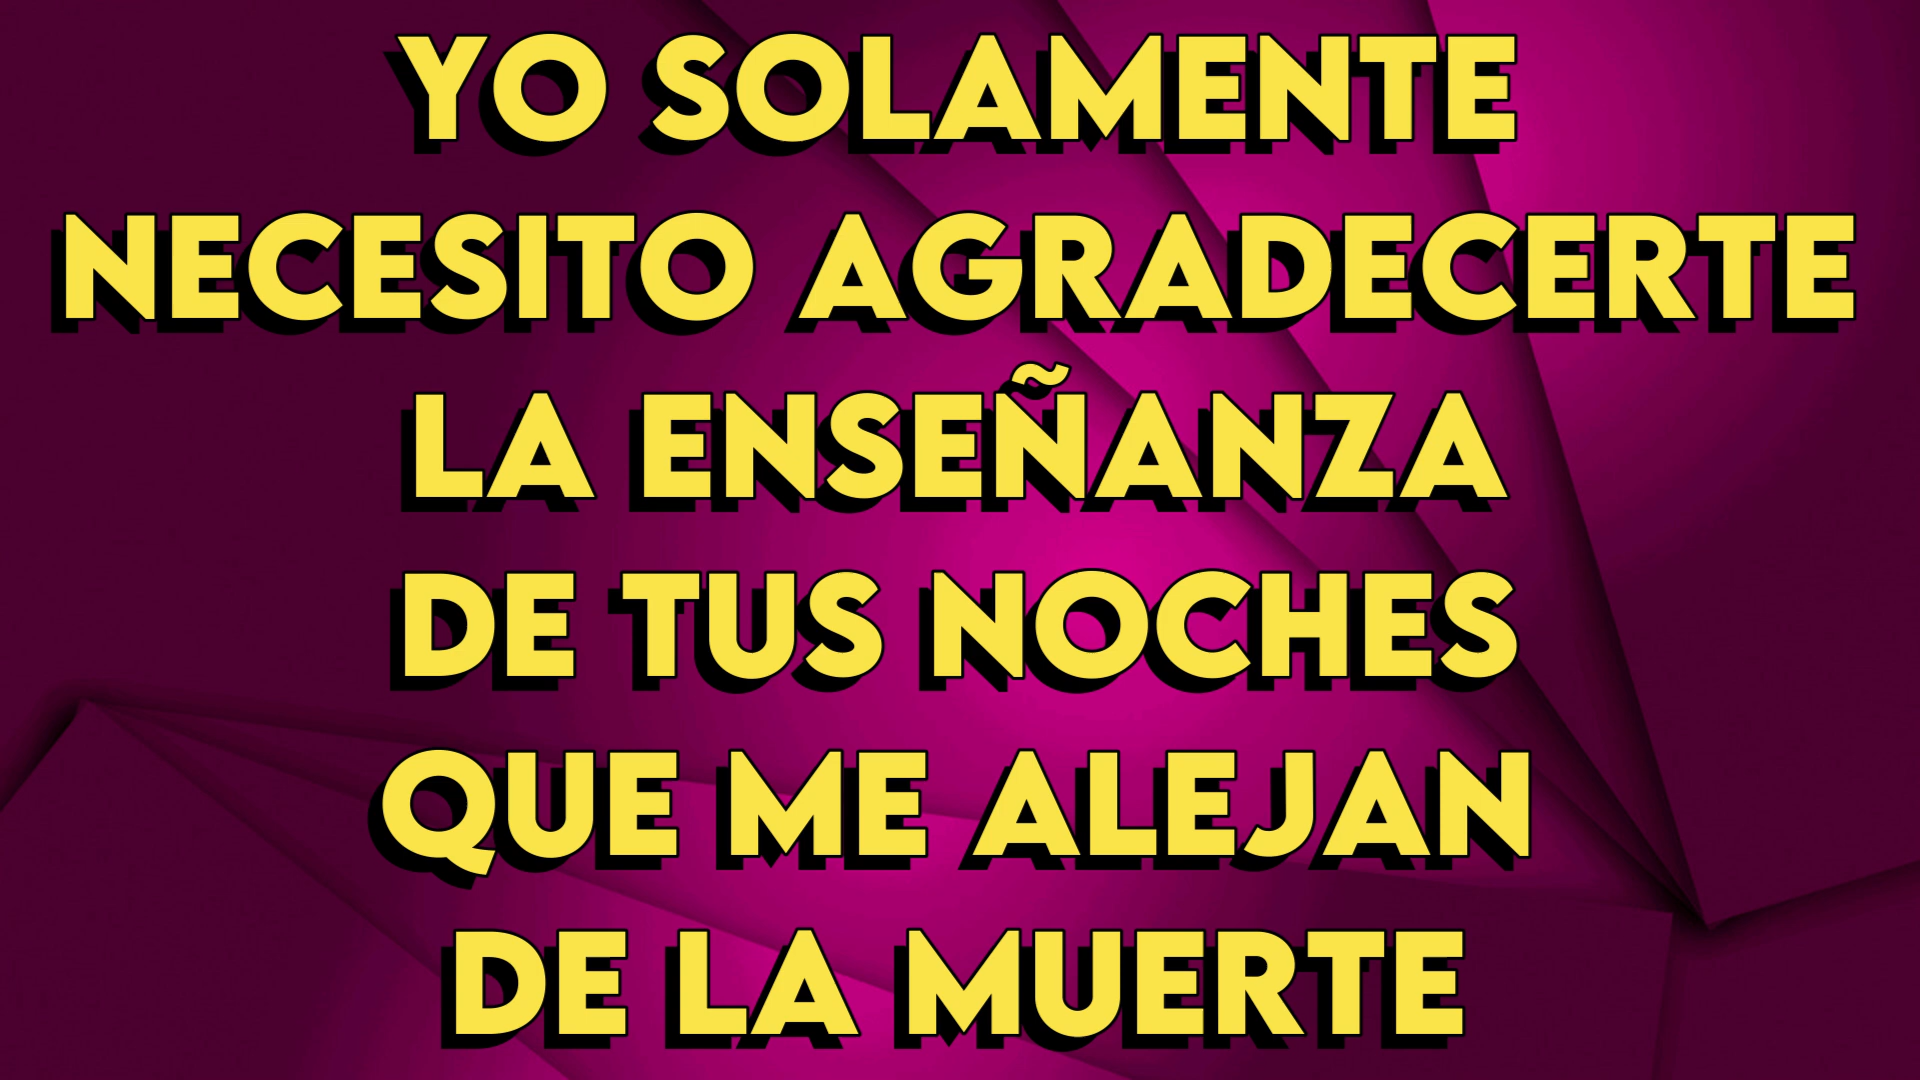 YO SOLAMENTE
NECESITO AGRADECERTE
LA ENSEÑANZA
DE TUS NOCHES
QUE ME ALEJAN
DE LA MUERTE